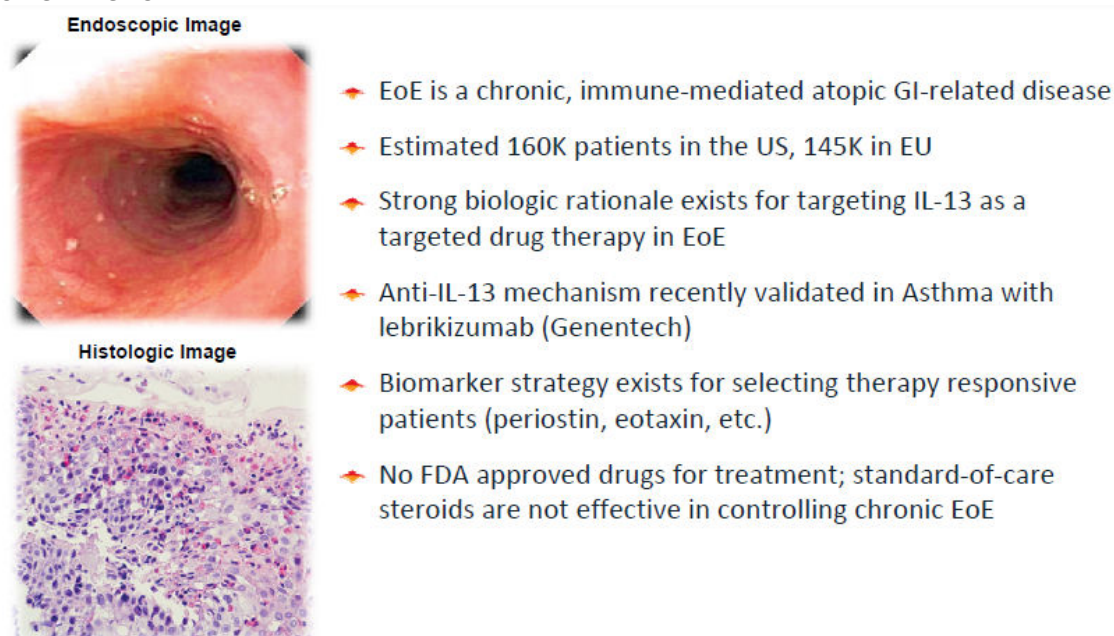 Endoscopic Image
EoE is a chronic, immune-mediated atopic GI-related disease
Estimated 160K patients in the US, 145K in EU
Strong biologic rationale exists for targeting IL-13 as a
targeted drug therapy in EoE
Anti-IL-13 mechanism recently validated in Asthma with
lebrikizumab (Genentech)
Histologic Image
Biomarker strategy exists for selecting therapy responsive
patients (periostin, eotaxin, etc.)
No FDA approved drugs for treatment; standard-of-care
steroids are not effective in controlling chronic EoE